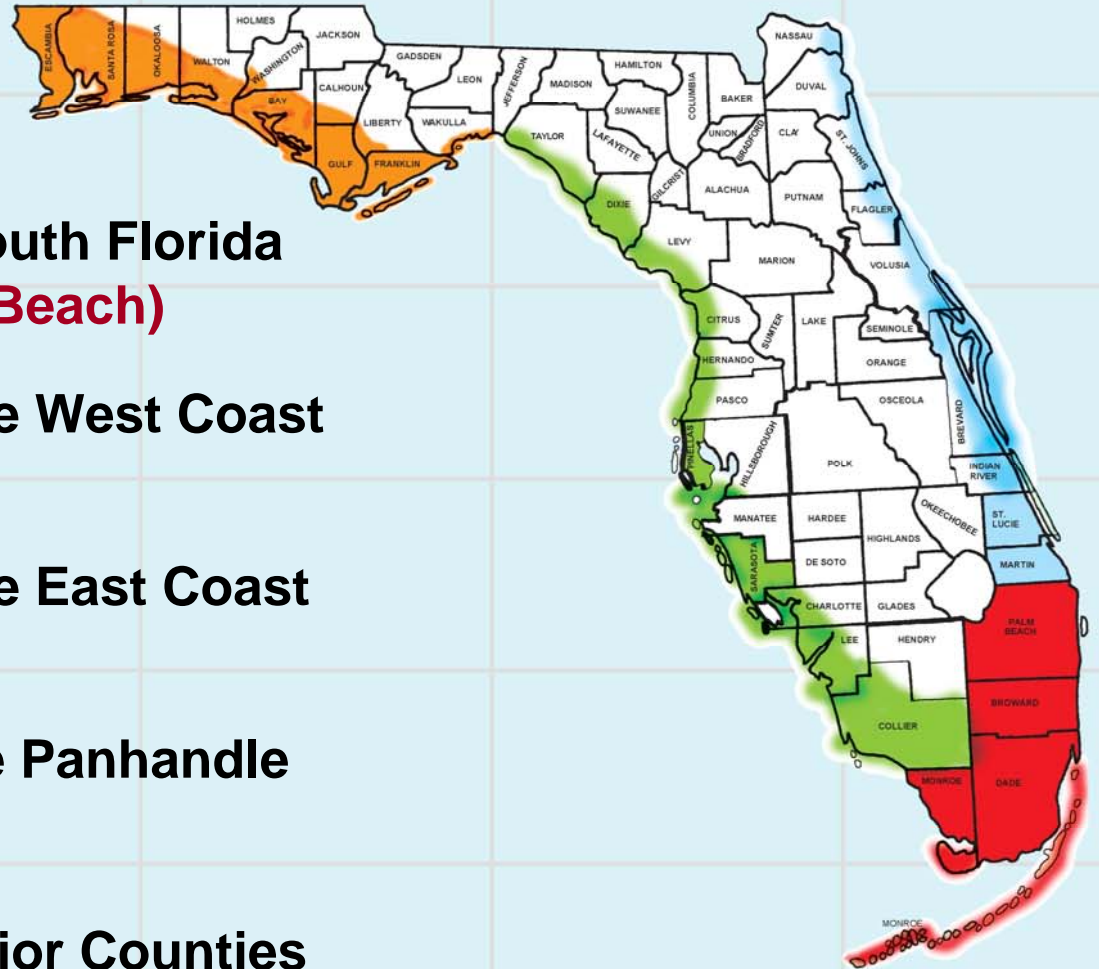 outh Florida
Beach)
e West Coast
e East Coast
e Panhandle
ior Counties
ESCAMBIA
SANTA ROSA
OKALOOSA
WALTON
HOLMES
WASHINGTON
JACKSON
BAY
CALHOUN
GULF
GADSDEN
LIBERTY
FRANKLIN
LEON
WAKULLA
JEFFERSON
MADISON
TAYLOR
HAMILTON
SUWANEE
LAFAYETTE
DIXIE
COLUMBIA
GILCRIST
BAKER
UNION
BRADFORD
ALACHUA
LEVY
NASSAU
DUVAL
CLAY
ST. JOHNS
PUTNAM
FLAGLER
MARION
VOLUSIA
CITRUS
SUMTER
LAKE
SEMINOLE
HERNANDO
ORANGE
PASCO
OSCEOLA
BREVARD
PINELLAS
HILLSBOROUGH
POLK
INDIAN
RIVER
MANATEE
HARDEE
HIGHLANDS
OKEECHOBEE
ST.
LUCIE
SARASOTA
DE SOTO
MARTIN
CHARLOTTE
GLADES
LEE
HENDRY
PALM
BEACH
COLLIER
BROWARD
MONROE
DADE
MONROE